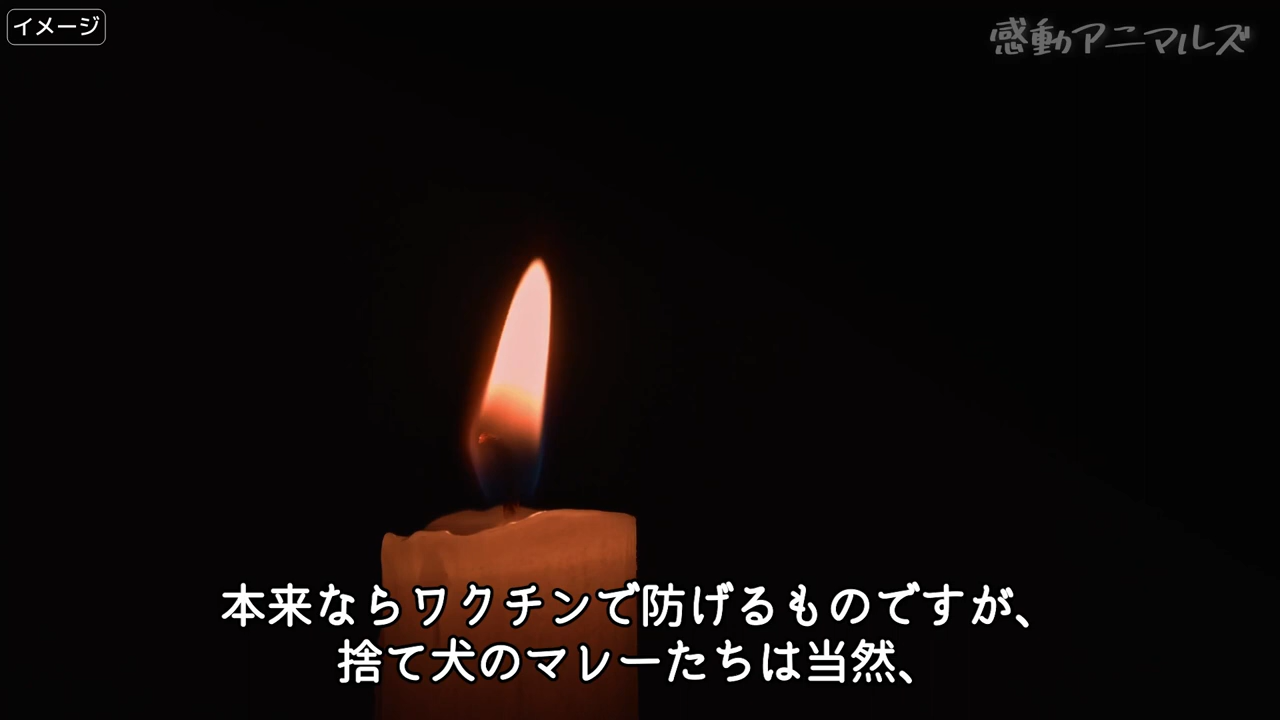 イメージ
感動アニマルズ
本来ならワクチンで防げるものですが、
捨て犬のマレーたちは当然、